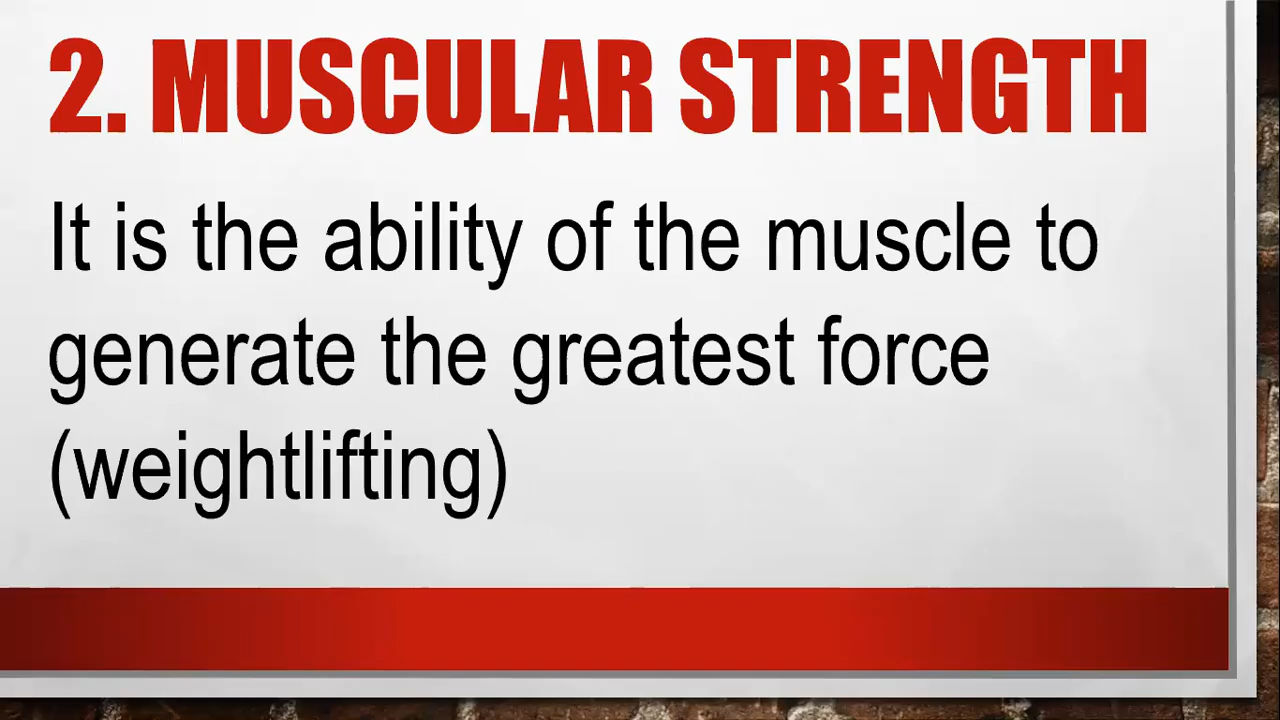 2. MUSCULAR STRENGTH
It is the ability of the muscle to
generate the greatest force
(weightlifting)